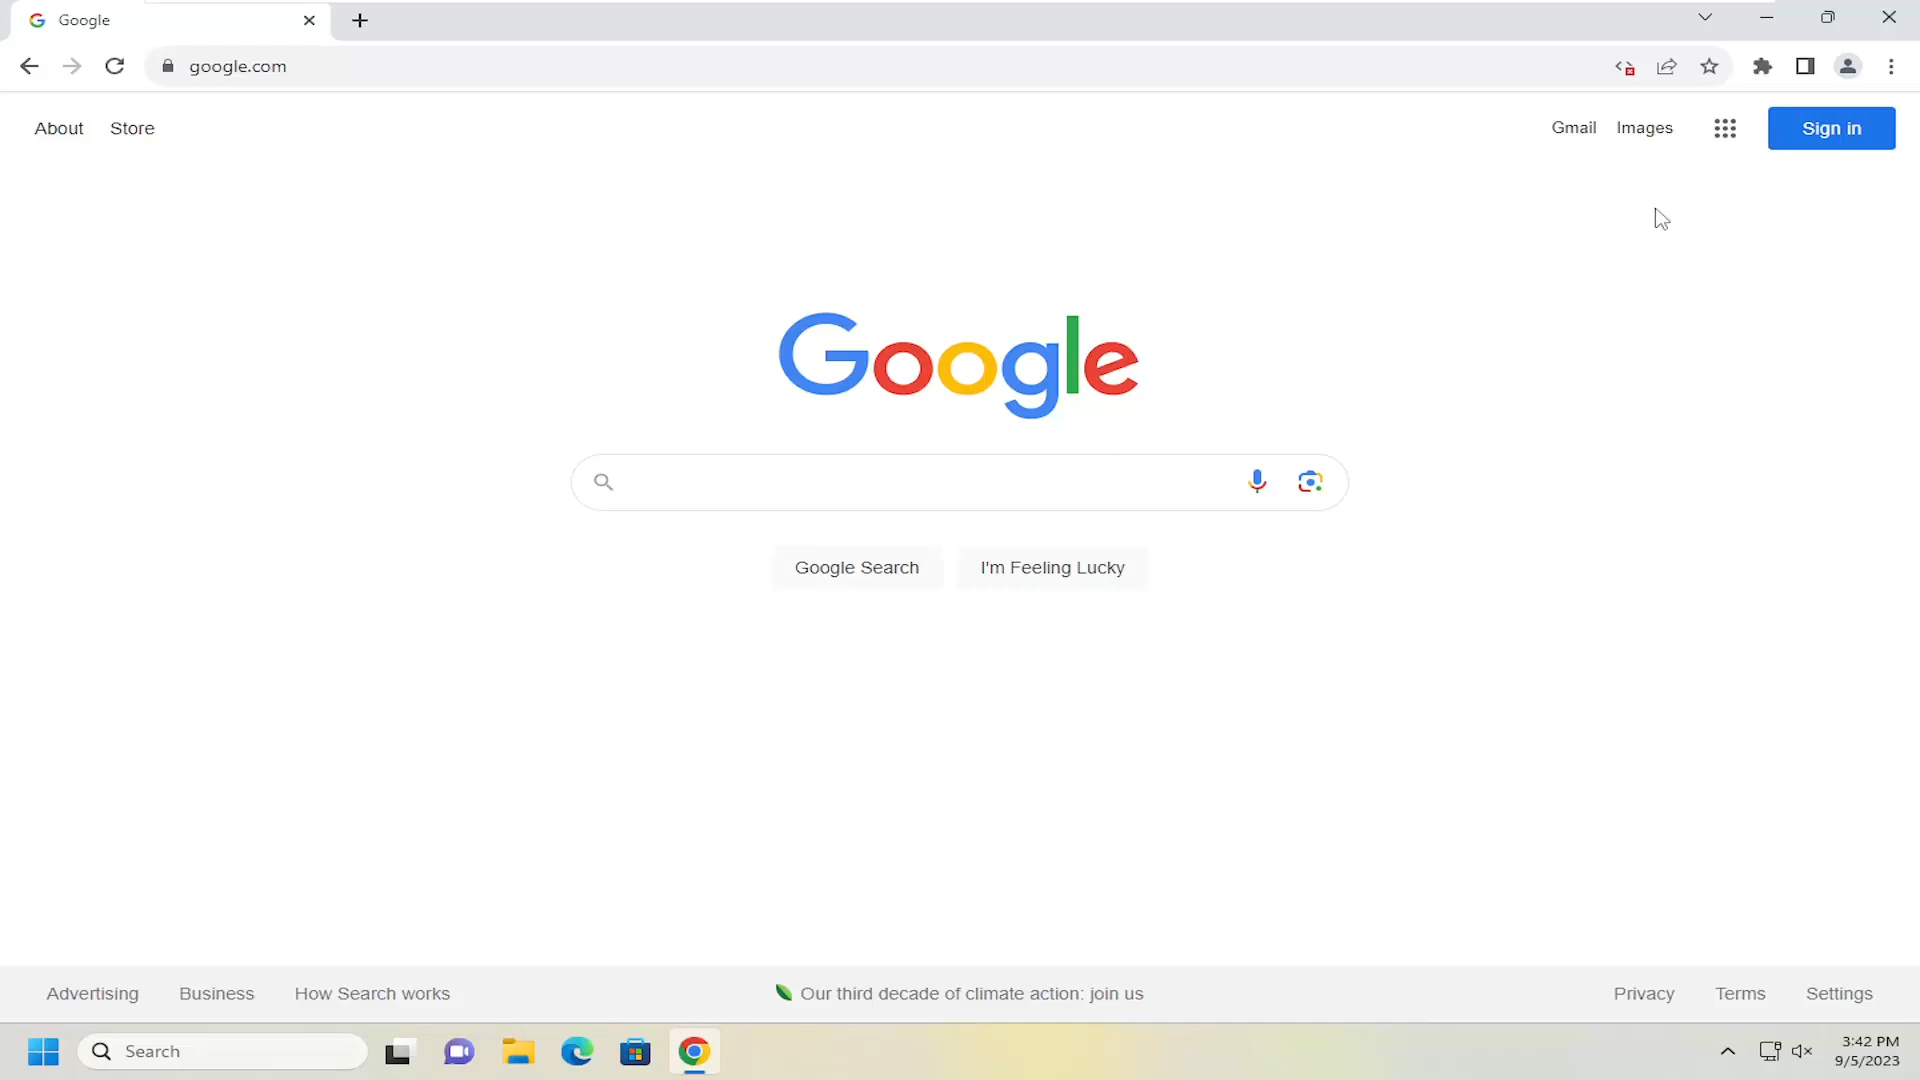 Google
google.com
About Store Gmail Images Sign in
Google
Google Search I'm Feeling Lucky
Advertising Business How Search works Our third decade of climate action: join us Privacy Terms Settings
Search 3:42 PM
9/5/2023